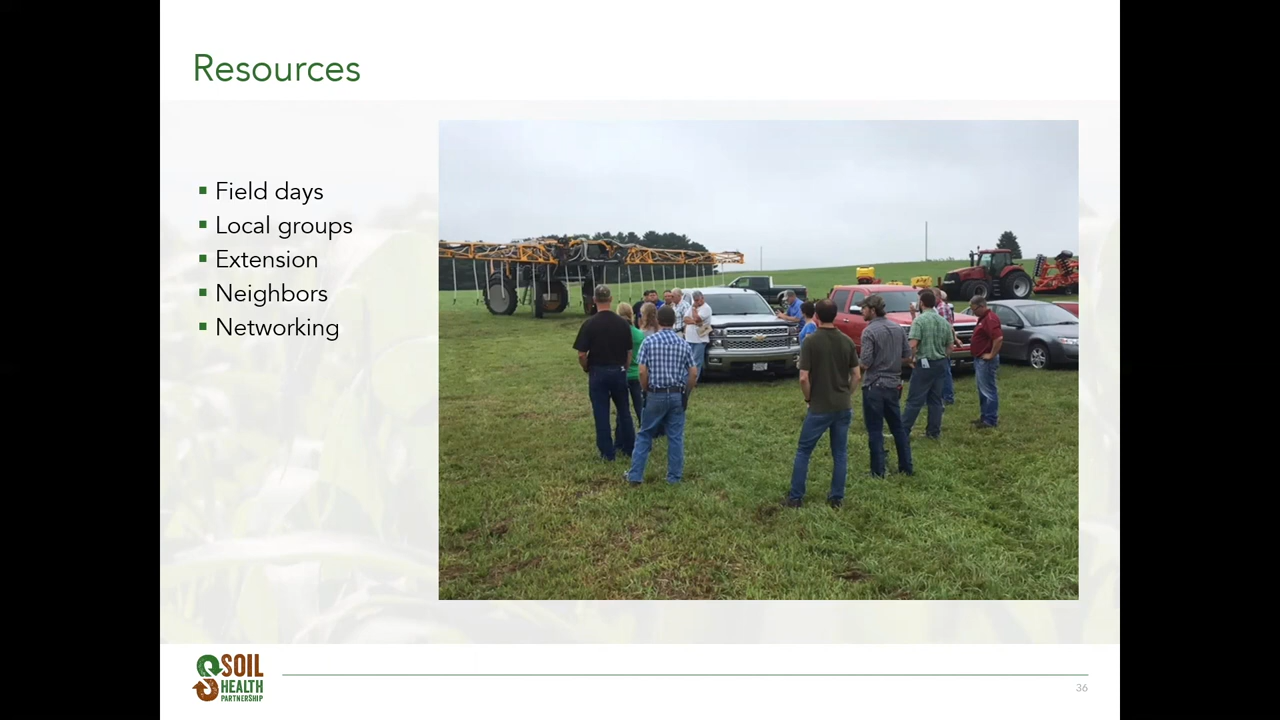 Resources
Field days
Local groups
Extension
Neighbors
Networking
SOIL
HEALTH
PARTNERSHIP
36